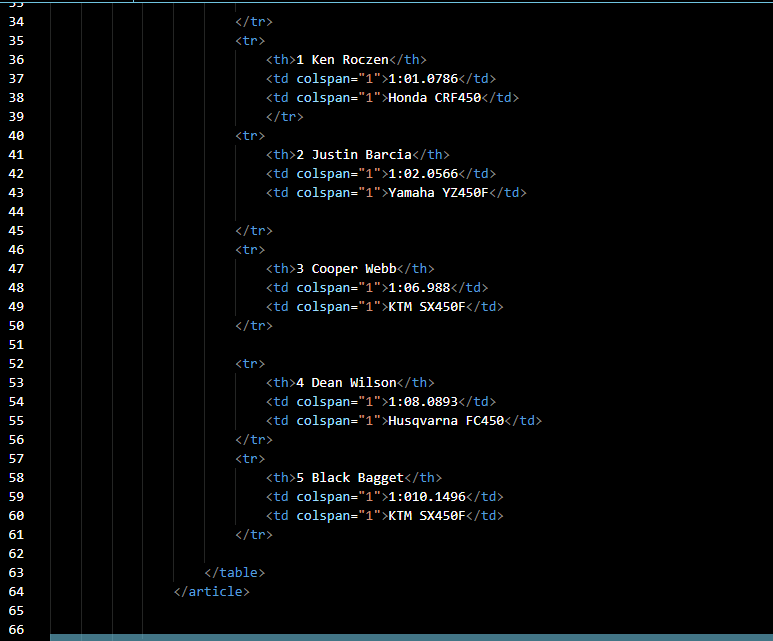 34 </tr>
35 <tr>
36 <th>1 Ken Roczen</th>
37 <td colspan="1">1:01.0786</td>
38 <td colspan="1">Honda CRF450</td>
39 </tr>
40 <tr>
41 <th>2 Justin Barcia</th>
42 <td colspan="1">1:02.0566</td>
43 <td colspan="1">Yamaha YZ450F</td>
44
45 </tr>
46 <tr>
47 <th>3 Cooper Webb</th>
48 <td colspan="1">1:06.988</td>
49 <td colspan="1">KTM SX450F</td>
50 </tr>
51
52 <tr>
53 <th>4 Dean Wilson</th>
54 <td colspan="1">1:08.0893</td>
55 <td colspan="1">Husqvarna FC450</td>
56 </tr>
57 <tr>
58 <th>5 Black Bagget</th>
59 <td colspan="1">1:010.1496</td>
60 <td colspan="1">KTM SX450F</td>
61 </tr>
62
63 </table>
64 </article>
65
66